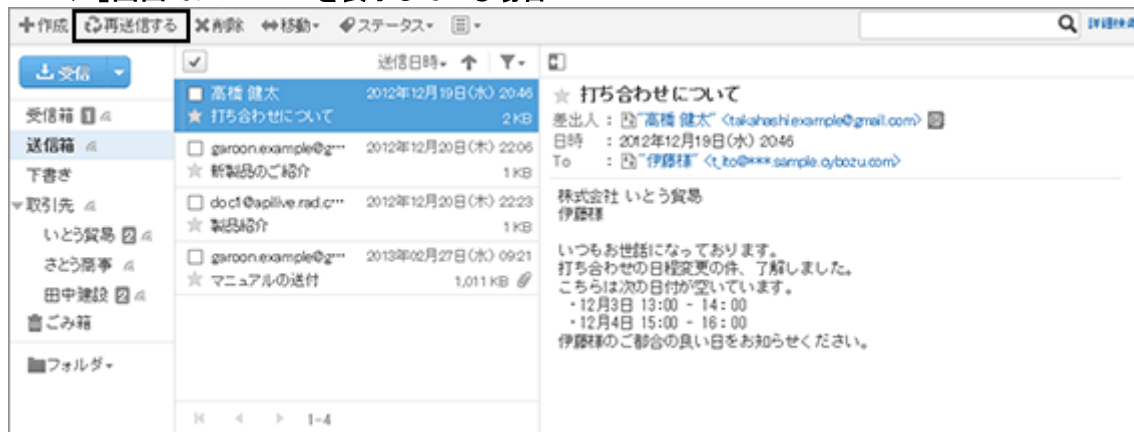 作成 再送信する 削除 移動 ステータス
受信
送信日時
受信箱 1
送信箱
下書き
取引先
いとう貿易 2
さとう商事
田中建設 2
ごみ箱
フォルダ
高橋 健太 2012年12月19日(水) 20:46
打ち合わせについて 2KB
garoon.example@g… 2012年12月20日(木) 22:06
新製品のご紹介 1KB
doc1@apilive.rad.c… 2012年12月20日(木) 22:23
製品紹介 1KB
garoon.example@g… 2013年02月27日(水) 09:21
マニュアルの送付 1,011KB
1-4
打ち合わせについて
差出人 : "高橋 健太" <takahashi.example@gmail.com>
日時 : 2012年12月19日(水) 20:46
To : "伊藤様" <t_ito@***.sample.cybozu.com>
株式会社 いとう貿易
伊藤様
いつもお世話になっております。
打ち合わせの日程変更の件、了解しました。
こちらは次の日付が空いています。
・12月3日 13:00 - 14:00
・12月4日 15:00 - 16:00
伊藤様のご都合の良い日をお知らせください。